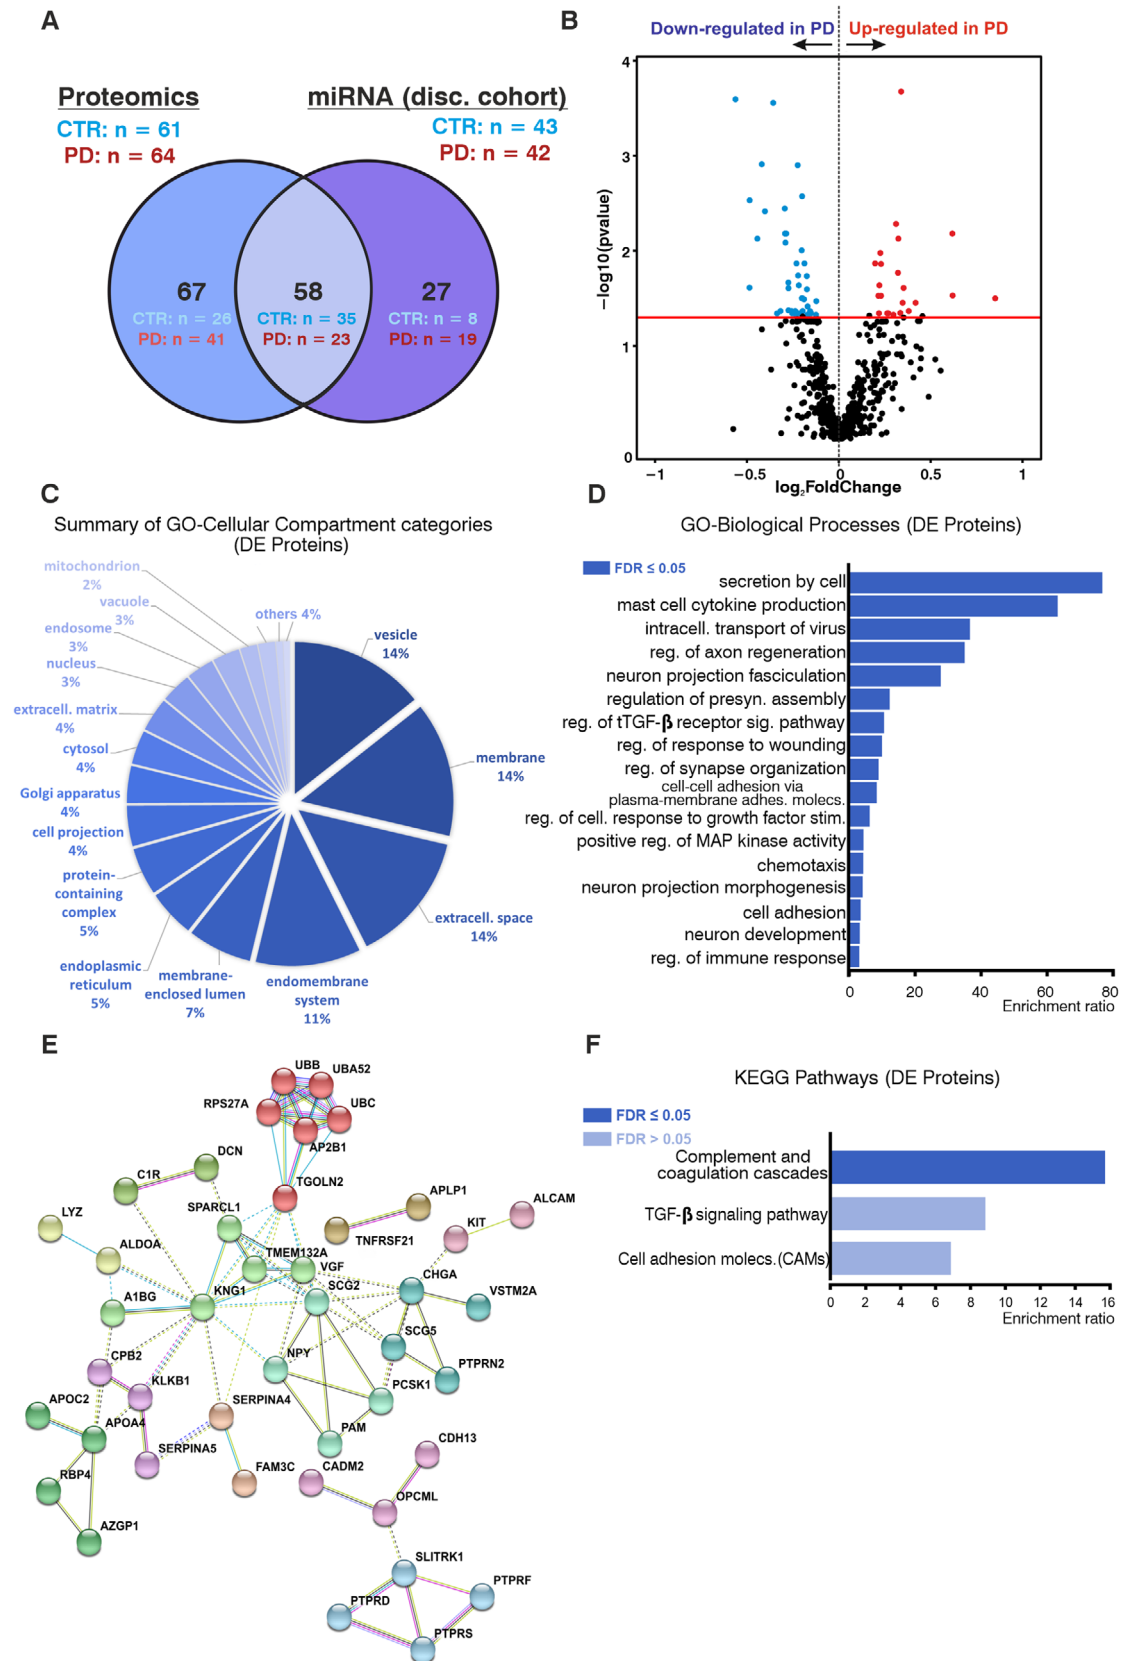 A
Proteomics
CTR: n = 61
PD: n = 64
miRNA (disc. cohort)
CTR: n = 43
PD: n = 42
67
CTR: n = 26
PD: n = 41
58
CTR: n = 35
PD: n = 23
27
CTR: n = 8
PD: n = 19
B
Down-regulated in PD
Up-regulated in PD
−log10(pvalue)
4
3
2
1
0
−1
−0.5
0
0.5
1
log2FoldChange
C
Summary of GO-Cellular Compartment categories
(DE Proteins)
mitochondrion
2%
vacuole
3%
endosome
3%
nucleus
3%
extracell. matrix
4%
cytosol
4%
Golgi apparatus
4%
cell projection
4%
protein-
containing
complex
5%
endoplasmic
reticulum
5%
membrane-
enclosed lumen
7%
endomembrane
system
11%
extracell. space
14%
membrane
14%
vesicle
14%
others 4%
D
GO-Biological Processes (DE Proteins)
FDR ≤ 0.05
secretion by cell
mast cell cytokine production
intracell. transport of virus
reg. of axon regeneration
neuron projection fasciculation
regulation of presyn. assembly
reg. of tTGF-β receptor sig. pathway
reg. of response to wounding
reg. of synapse organization
cell-cell adhesion via
plasma-membrane adhes. molecs.
reg. of cell. response to growth factor stim.
positive reg. of MAP kinase activity
chemotaxis
neuron projection morphogenesis
cell adhesion
neuron development
reg. of immune response
0
20
40
60
80
Enrichment ratio
E
UBB
UBA52
RPS27A
UBC
AP2B1
DCN
C1R
TGOLN2
APLP1
ALCAM
SPARCL1
LYZ
KIT
TNFRSF21
ALDOA
TMEM132A
VGF
CHGA
KNG1
SCG2
VSTM2A
A1BG
SCG5
NPY
PTPRN2
CPB2
KLKB1
PCSK1
APOC2
SERPINA4
APOA4
PAM
SERPINA5
CDH13
RBP4
FAM3C
CADM2
OPCML
AZGP1
SLITRK1
PTPRF
PTPRD
PTPRS
F
KEGG Pathways (DE Proteins)
FDR ≤ 0.05
FDR > 0.05
Complement and
coagulation cascades
TGF-β signaling pathway
Cell adhesion molecs.(CAMs)
0
2
4
6
8
10
12
14
16
Enrichment ratio